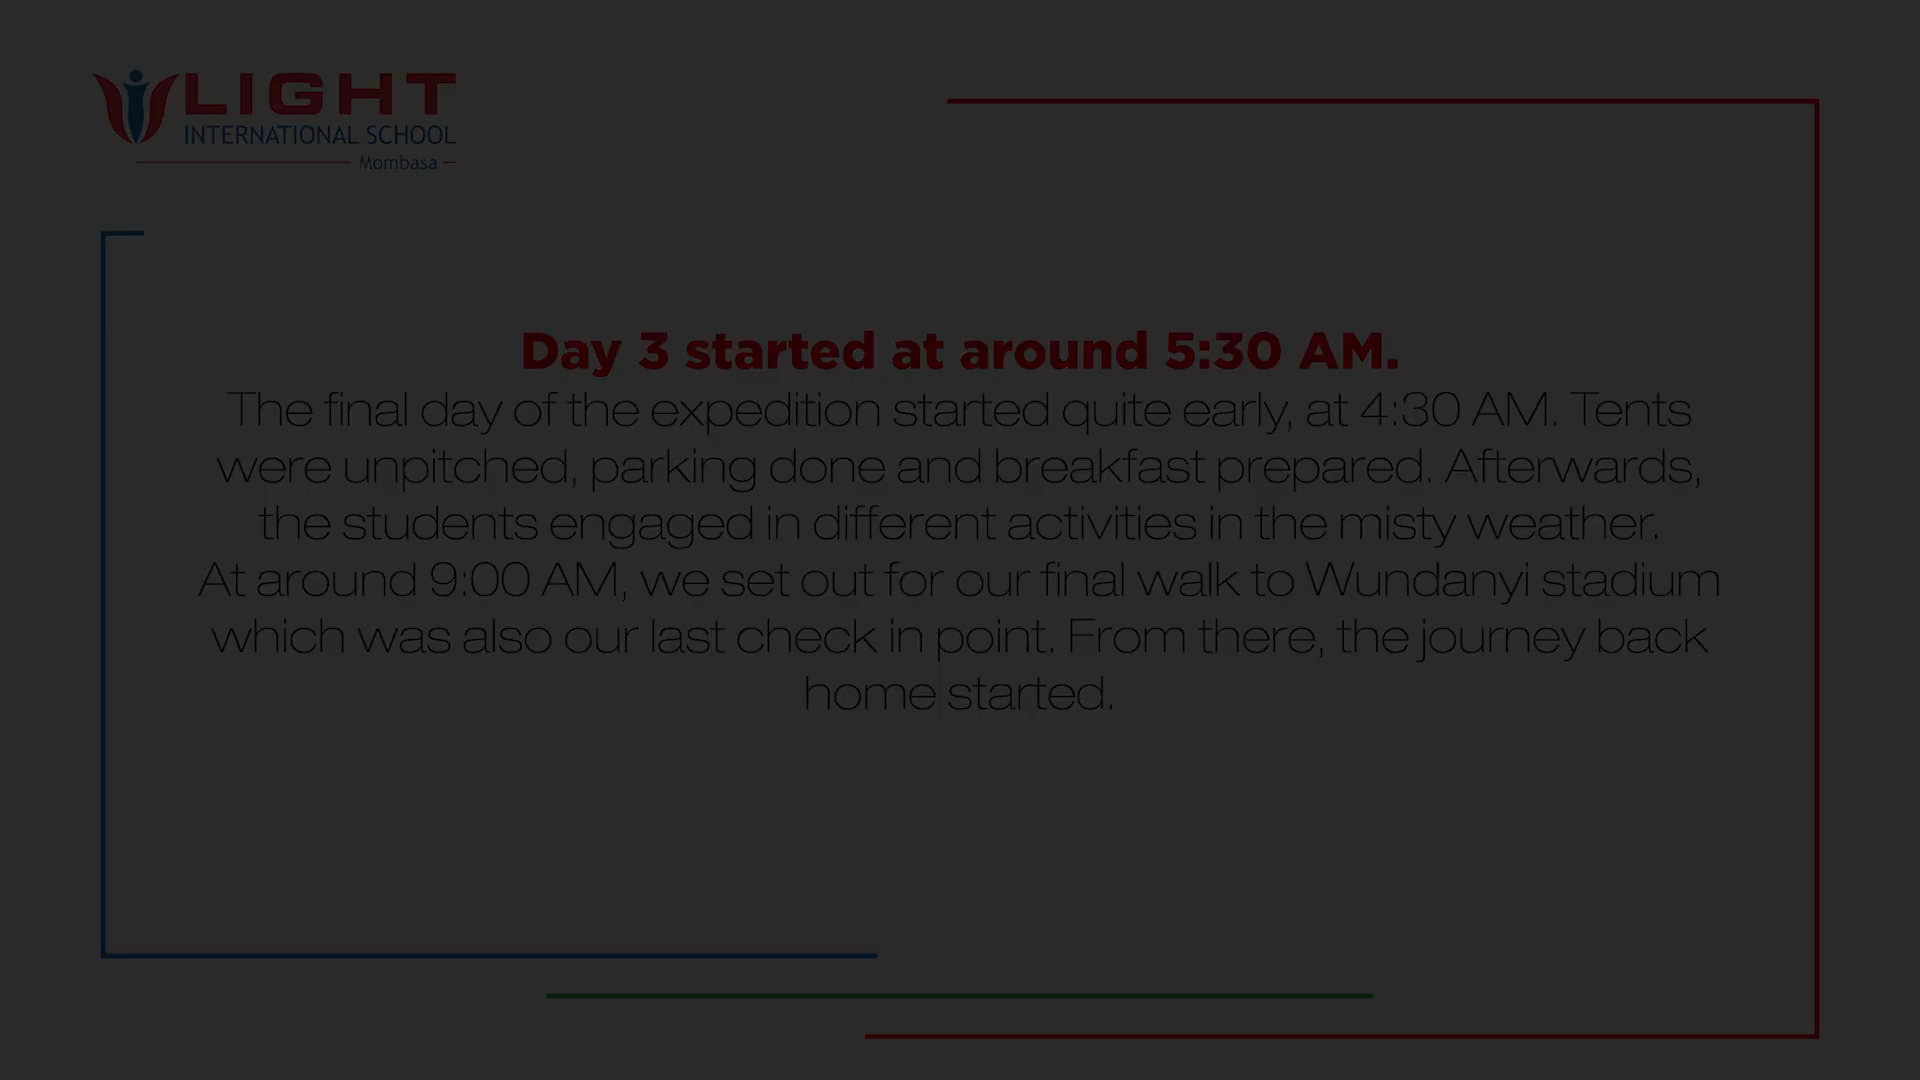 LIGHT
INTERNATIONAL SCHOOL
Mombasa
Day 3 started at around 5:30 AM.
The final day of the expedition started quite early, at 4:30 AM. Tents
were unpitched, parking done and breakfast prepared. Afterwards,
the students engaged in different activities in the misty weather.
At around 9:00 AM, we set out for our final walk to Wundanyi stadium
which was also our last check in point. From there, the journey back
home started.